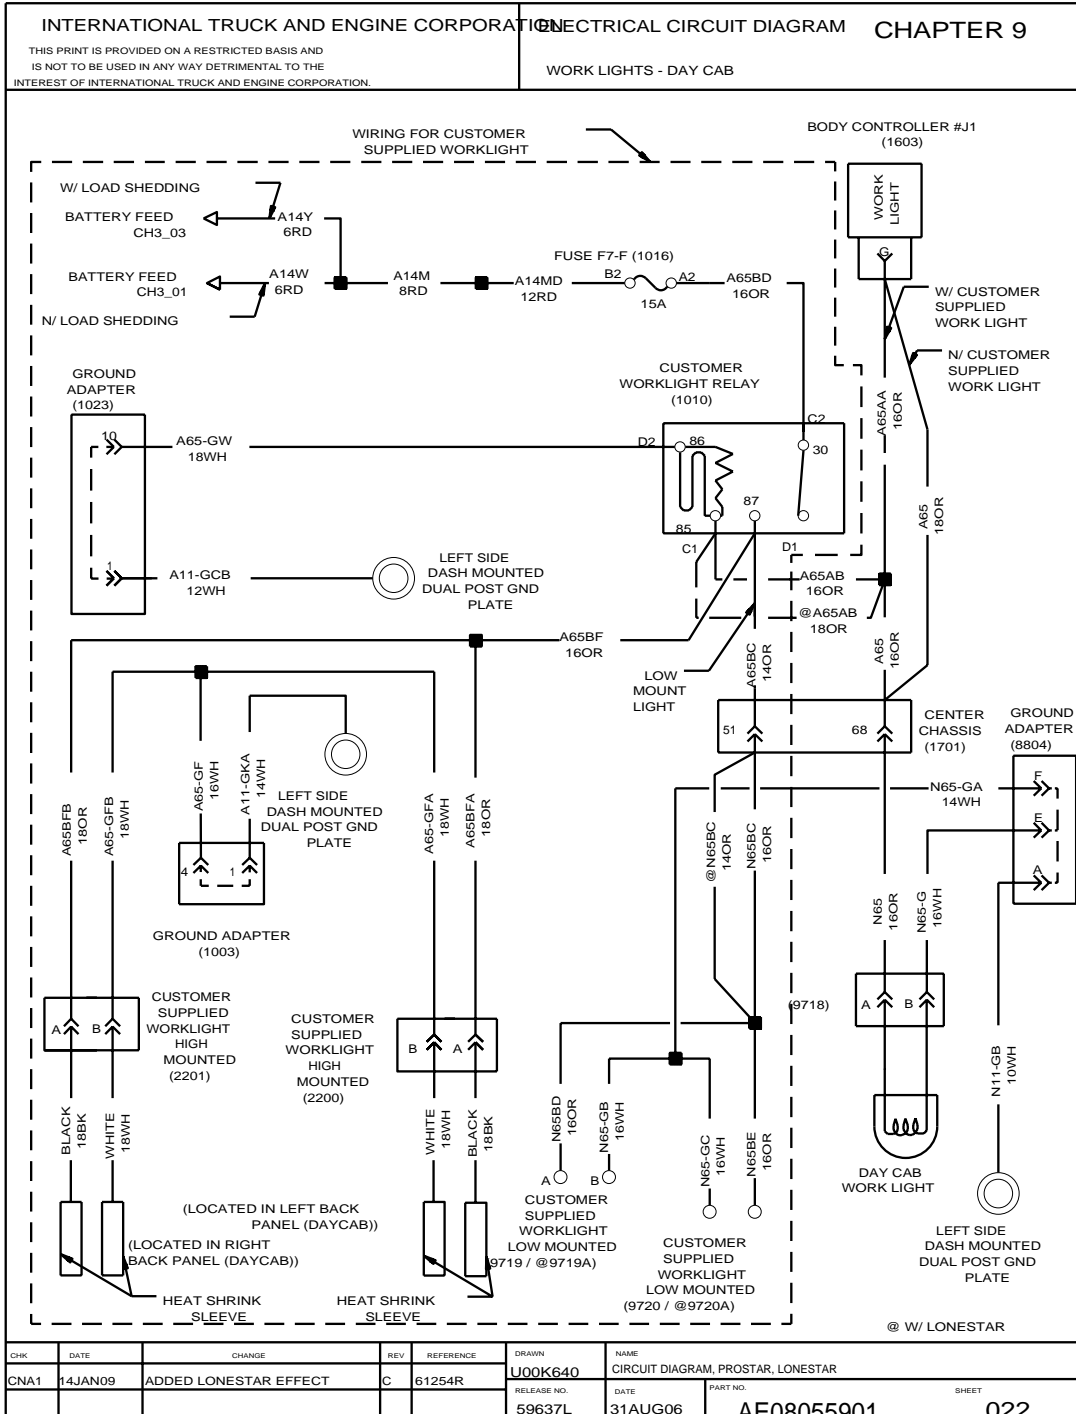 INTERNATIONAL TRUCK AND ENGINE CORPORATION
THIS PRINT IS PROVIDED ON A RESTRICTED BASIS AND
IS NOT TO BE USED IN ANY WAY DETRIMENTAL TO THE
INTEREST OF INTERNATIONAL TRUCK AND ENGINE CORPORATION.
ELECTRICAL CIRCUIT DIAGRAM
CHAPTER 9
WORK LIGHTS - DAY CAB
WIRING FOR CUSTOMER
SUPPLIED WORKLIGHT
BODY CONTROLLER #J1
(1603)
WORK
LIGHT
G
W/ LOAD SHEDDING
BATTERY FEED
CH3_03
A14Y
6RD
BATTERY FEED
CH3_01
A14W
6RD
N/ LOAD SHEDDING
A14M
8RD
A14MD
12RD
FUSE F7-F (1016)
B2
A2
15A
A65BD
16OR
W/ CUSTOMER
SUPPLIED
WORK LIGHT
N/ CUSTOMER
SUPPLIED
WORK LIGHT
GROUND
ADAPTER
(1023)
10
1
A65-GW
18WH
A11-GCB
12WH
LEFT SIDE
DASH MOUNTED
DUAL POST GND
PLATE
CUSTOMER
WORKLIGHT RELAY
(1010)
C2
D2
86
30
87
85
C1
D1
A65AA
16OR
A65
18OR
A65AB
16OR
@A65AB
18OR
A65BF
16OR
A65BC
14OR
A65
16OR
LOW
MOUNT
LIGHT
51
68
CENTER
CHASSIS
(1701)
GROUND
ADAPTER
(8804)
F
E
A
N65-GA
14WH
A65BFB
18OR
A65-GFB
18WH
A65-GF
16WH
A11-GKA
14WH
LEFT SIDE
DASH MOUNTED
DUAL POST GND
PLATE
4
1
GROUND ADAPTER
(1003)
A65-GFA
18WH
A65BFA
18OR
@N65BC
14OR
N65BC
16OR
N65
16OR
N65-G
16WH
A
B
CUSTOMER
SUPPLIED
WORKLIGHT
HIGH
MOUNTED
(2201)
CUSTOMER
SUPPLIED
WORKLIGHT
HIGH
MOUNTED
(2200)
B
A
(9718)
A
B
N11-GB
10WH
BLACK
18BK
WHITE
18WH
WHITE
18WH
BLACK
18BK
N65BD
16OR
N65-GB
16WH
N65-GC
16WH
N65BE
16OR
DAY CAB
WORK LIGHT
A
B
CUSTOMER
SUPPLIED
WORKLIGHT
LOW MOUNTED
(9719 / @9719A)
CUSTOMER
SUPPLIED
WORKLIGHT
LOW MOUNTED
(9720 / @9720A)
LEFT SIDE
DASH MOUNTED
DUAL POST GND
PLATE
(LOCATED IN LEFT BACK
PANEL (DAYCAB))
(LOCATED IN RIGHT
BACK PANEL (DAYCAB))
HEAT SHRINK
SLEEVE
HEAT SHRINK
SLEEVE
@ W/ LONESTAR
CHK DATE CHANGE REV REFERENCE
CNA1 14JAN09 ADDED LONESTAR EFFECT C 61254R
DRAWN
U00K640
NAME
CIRCUIT DIAGRAM, PROSTAR, LONESTAR
RELEASE NO.
59637L
DATE
31AUG06
PART NO.
AE08055901
SHEET
022